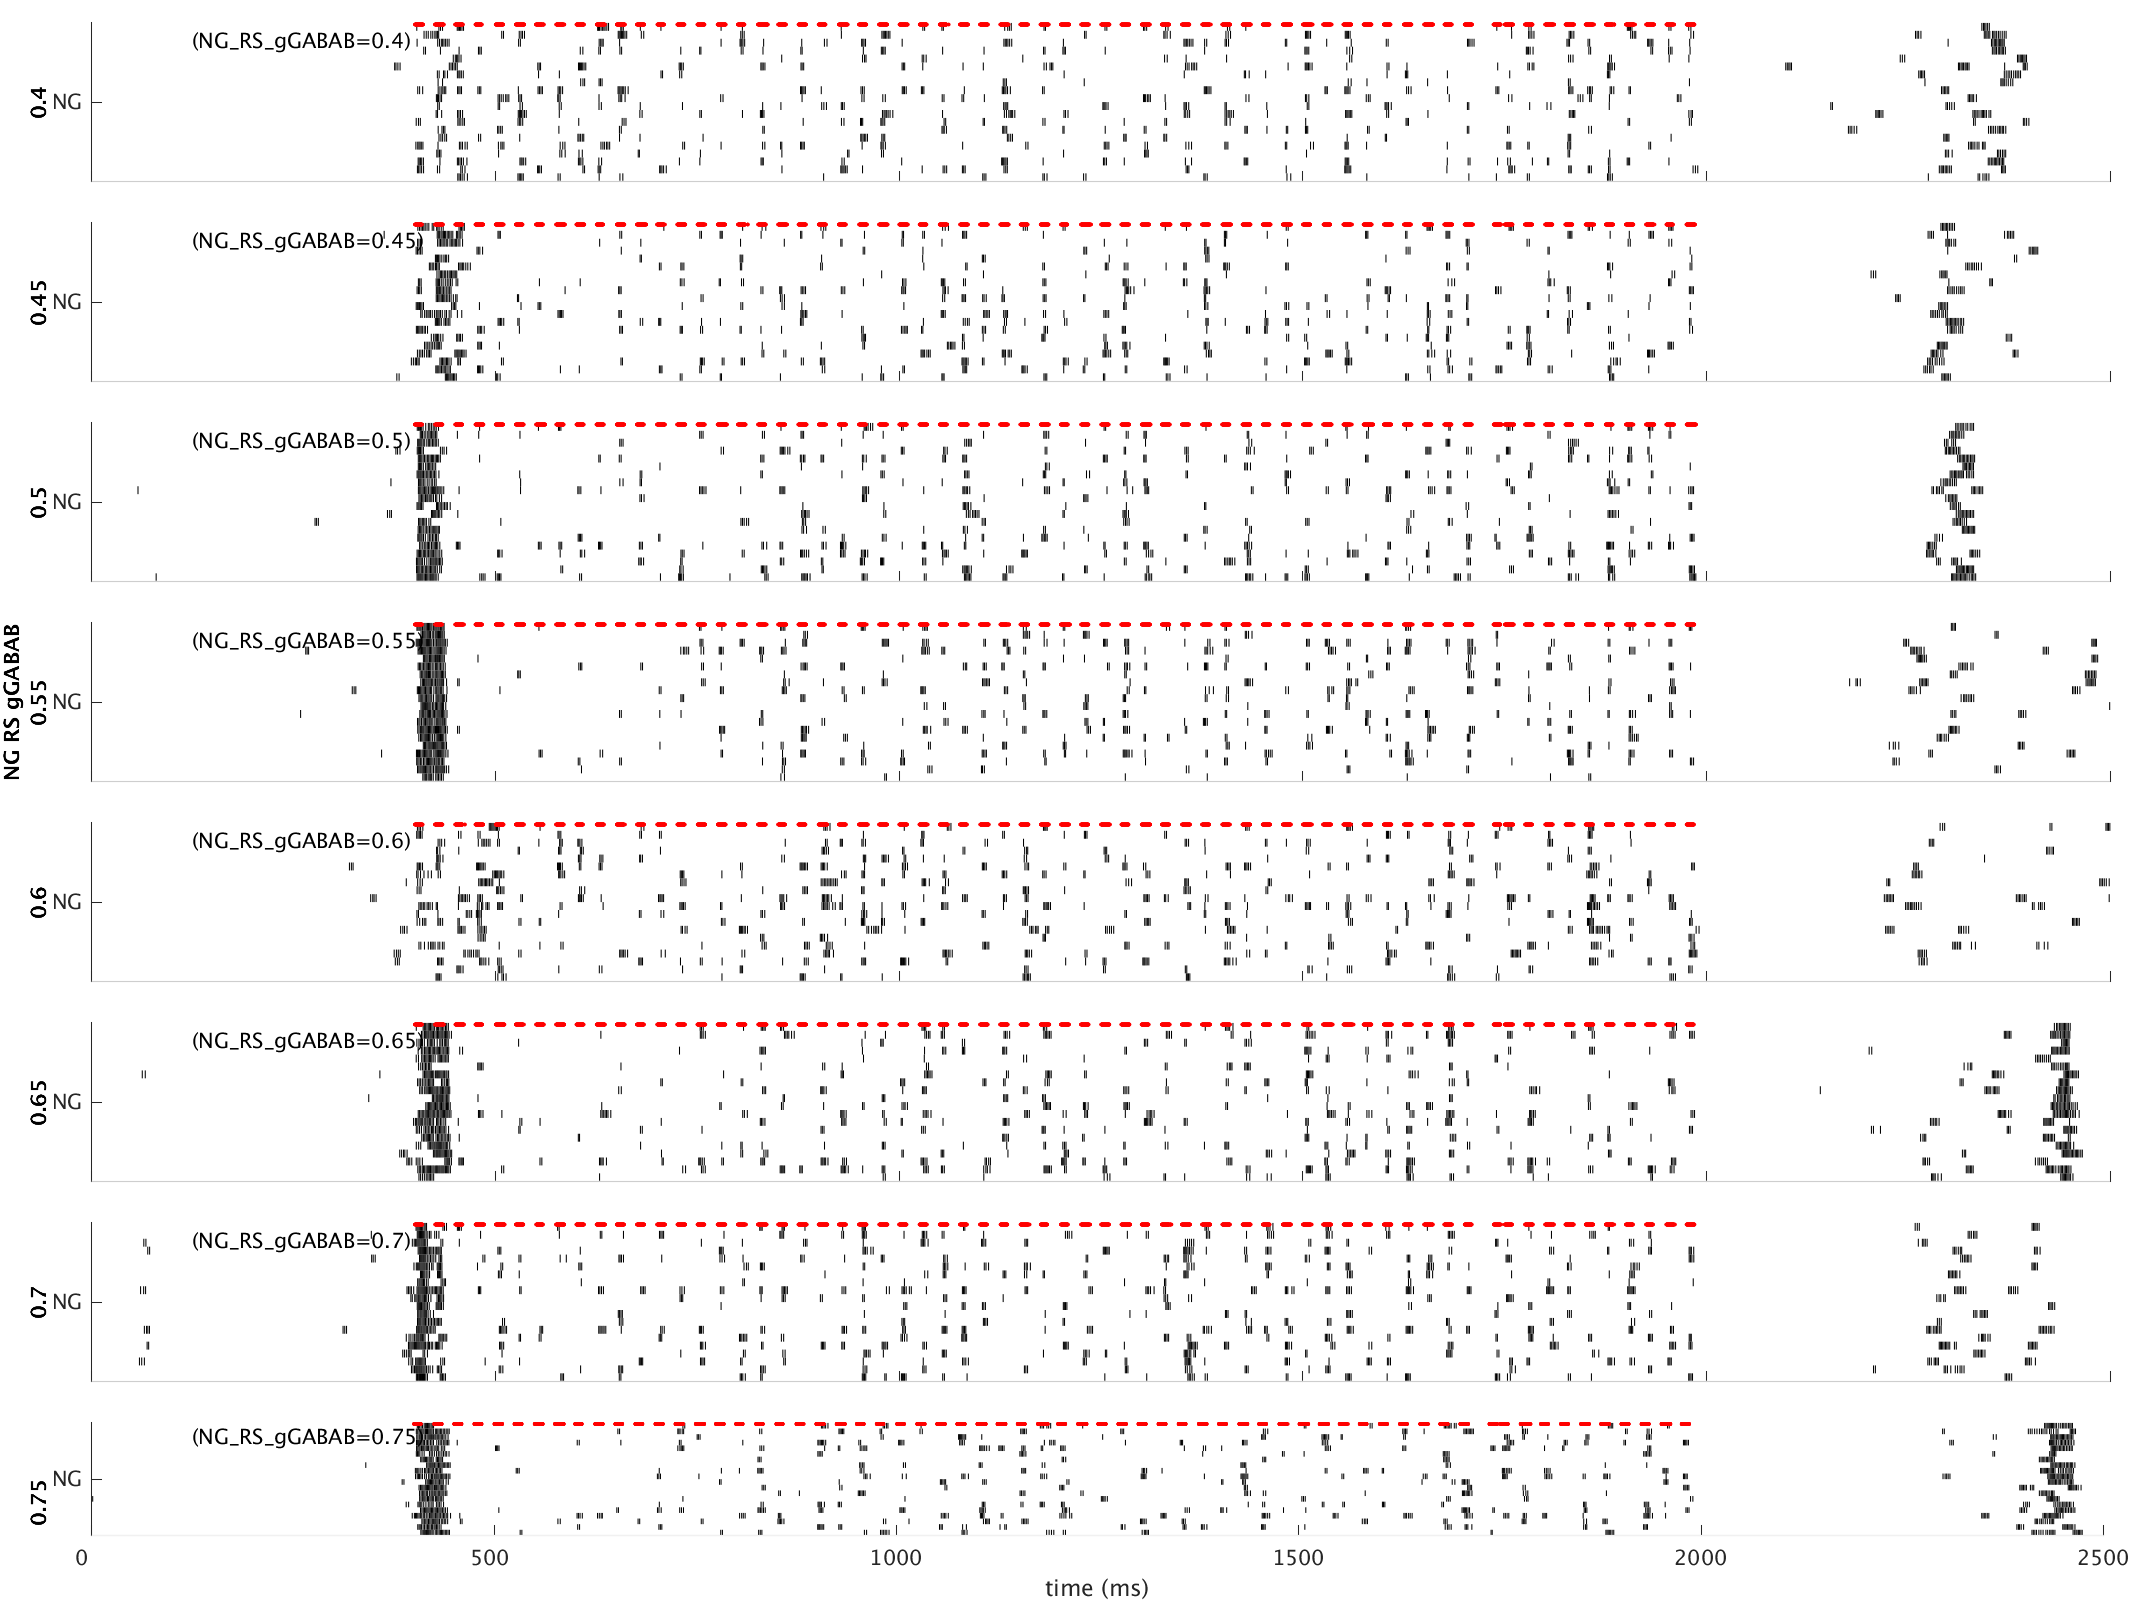 NG RS gGABAB
(NG_RS_gGABAB=0.4)
0.4 NG
(NG_RS_gGABAB=0.45)
0.45 NG
(NG_RS_gGABAB=0.5)
0.5 NG
(NG_RS_gGABAB=0.55)
0.55 NG
(NG_RS_gGABAB=0.6)
0.6 NG
(NG_RS_gGABAB=0.65)
0.65 NG
(NG_RS_gGABAB=0.7)
0.7 NG
(NG_RS_gGABAB=0.75)
0.75 NG
0 500 1000 1500 2000 2500
time (ms)